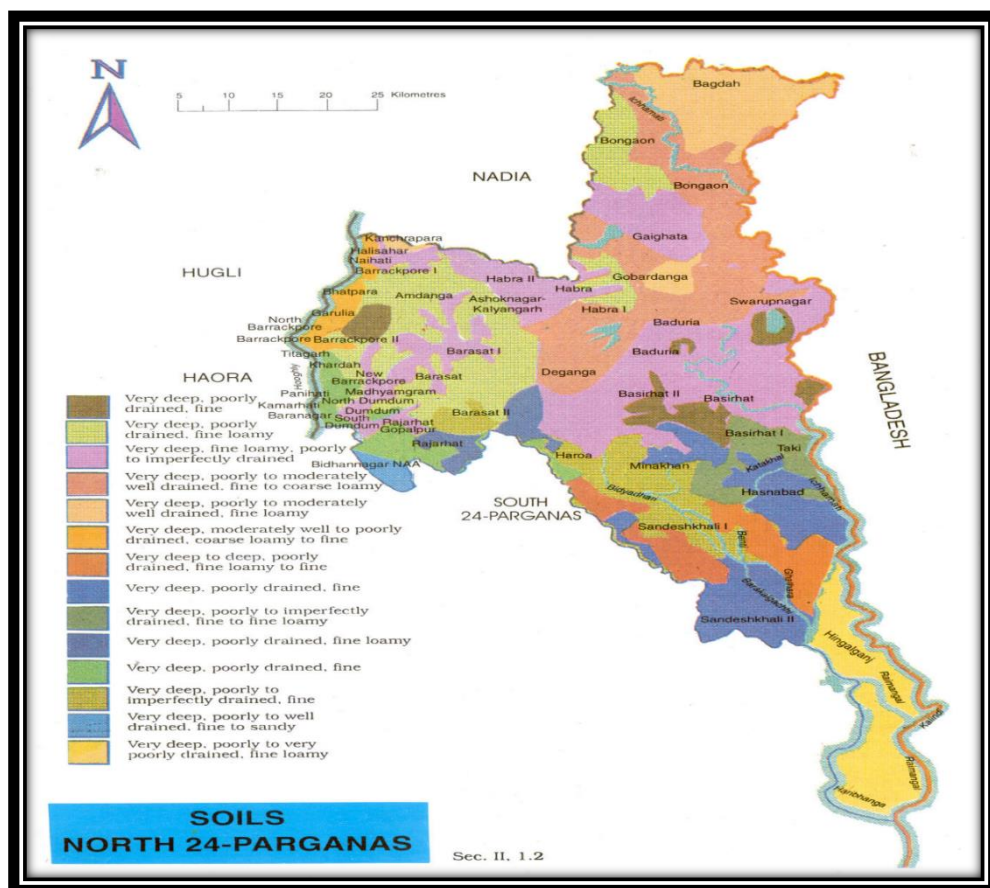 N
5 10 15 20 25 Kilometres
Bagdah
Ichhamati
Bongaon
NADIA
Bongaon
Kanchrapara
Halisahar
Naihati
Barrackpore I
Gaighata
HUGLI
Habra II
Habra
Gobardanga
Bhatpara
Amdanga
Ashoknagar-
Kalyangarh
Habra I
Swarupnagar
Garulia
North
Barrackpore
Barrackpore
Barrackpore II
Baduria
Titagarh
Barasat I
Baduria
Khardah
Hooghly
HAORA
New
Barrackpore
Barasat
Deganga
BANGLADESH
Panihati
Madhyamgram
Basirhat II
Kamarhati
North Dumdum
Basirhat
Baranagar
Dumdum
South
Dumdum
Rajarhat
Gopalpur
Barasat II
Basirhat I
Rajarhat
Taki
Bidhannagar NAA
Haroa
Minakhan
Katakhal
Ichhamati
Hasnabad
SOUTH
24-PARGANAS
Bidyadhari
Sandeshkhali I
Sandeshkhali II
Hingalganj
Raimangal
Kalindi
Raimangal
Haribhanga
Very deep, poorly
drained, fine
Very deep, poorly
drained, fine loamy
Very deep, fine loamy, poorly
to imperfectly drained
Very deep, poorly to moderately
well drained, fine to coarse loamy
Very deep, poorly to moderately
well drained, fine loamy
Very deep, moderately well to poorly
drained, coarse loamy to fine
Very deep to deep, poorly
drained, fine loamy to fine
Very deep, poorly drained, fine
Very deep, poorly to imperfectly
drained, fine to fine loamy
Very deep, poorly drained, fine loamy
Very deep, poorly drained, fine
Very deep, poorly to
imperfectly drained, fine
Very deep, poorly to well
drained, fine to sandy
Very deep, poorly to very
poorly drained, fine loamy
SOILS
NORTH 24-PARGANAS
Sec. II, 1.2